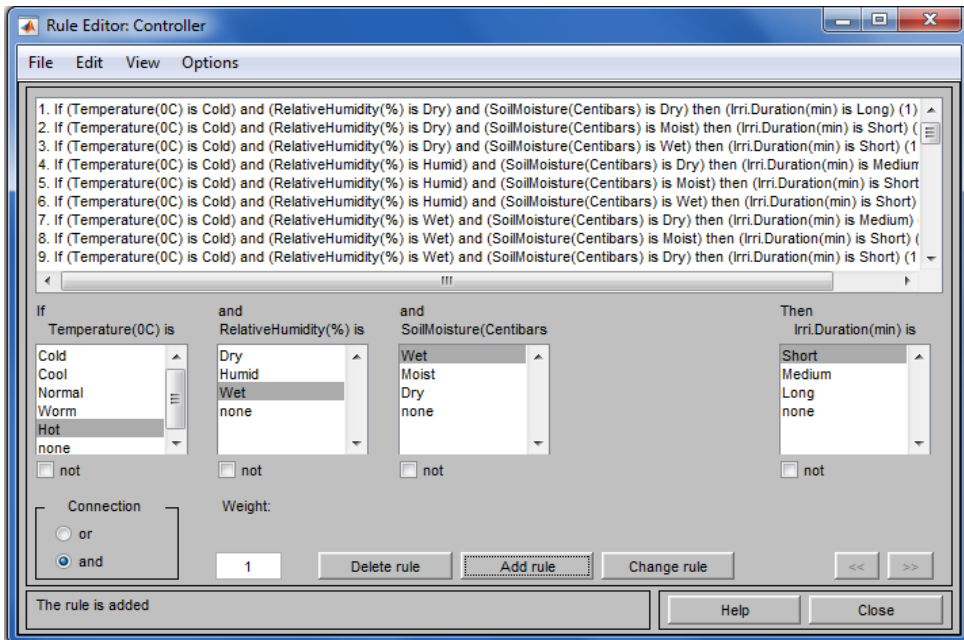 Rule Editor: Controller
File Edit View Options
1. If (Temperature(0C) is Cold) and (RelativeHumidity(%) is Dry) and (SoilMoisture(Centibars) is Dry) then (Irri.Duration(min) is Long) (1)
2. If (Temperature(0C) is Cold) and (RelativeHumidity(%) is Dry) and (SoilMoisture(Centibars) is Moist) then (Irri.Duration(min) is Short) (
3. If (Temperature(0C) is Cold) and (RelativeHumidity(%) is Dry) and (SoilMoisture(Centibars) is Wet) then (Irri.Duration(min) is Short) (1
4. If (Temperature(0C) is Cold) and (RelativeHumidity(%) is Humid) and (SoilMoisture(Centibars) is Dry) then (Irri.Duration(min) is Medium
5. If (Temperature(0C) is Cold) and (RelativeHumidity(%) is Humid) and (SoilMoisture(Centibars) is Moist) then (Irri.Duration(min) is Short
6. If (Temperature(0C) is Cold) and (RelativeHumidity(%) is Humid) and (SoilMoisture(Centibars) is Wet) then (Irri.Duration(min) is Short)
7. If (Temperature(0C) is Cold) and (RelativeHumidity(%) is Wet) and (SoilMoisture(Centibars) is Dry) then (Irri.Duration(min) is Medium)
8. If (Temperature(0C) is Cold) and (RelativeHumidity(%) is Wet) and (SoilMoisture(Centibars) is Moist) then (Irri.Duration(min) is Short) (
9. If (Temperature(0C) is Cold) and (RelativeHumidity(%) is Wet) and (SoilMoisture(Centibars) is Dry) then (Irri.Duration(min) is Short) (1
If and and Then
Temperature(0C) is RelativeHumidity(%) is SoilMoisture(Centibars Irri.Duration(min) is
Cold Dry Wet Short
Cool Humid Moist Medium
Normal Wet Dry Long
Worm none none none
Hot
none
not not not not
Connection Weight:
or
and 1 Delete rule Add rule Change rule << >>
The rule is added Help Close